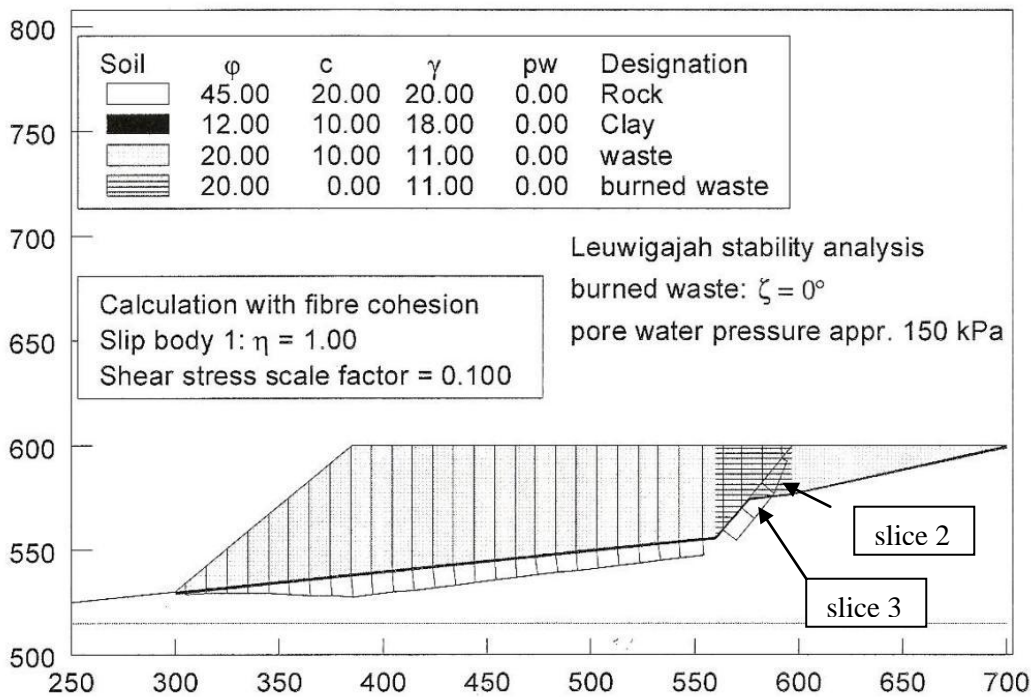 800
750
700
650
600
550
500
Soil φ c γ pw Designation
45.00 20.00 20.00 0.00 Rock
12.00 10.00 18.00 0.00 Clay
20.00 10.00 11.00 0.00 waste
20.00 0.00 11.00 0.00 burned waste
Leuwigajah stability analysis
burned waste: ζ = 0°
pore water pressure appr. 150 kPa
Calculation with fibre cohesion
Slip body 1: η = 1.00
Shear stress scale factor = 0.100
slice 2
slice 3
250 300 350 400 450 500 550 600 650 700